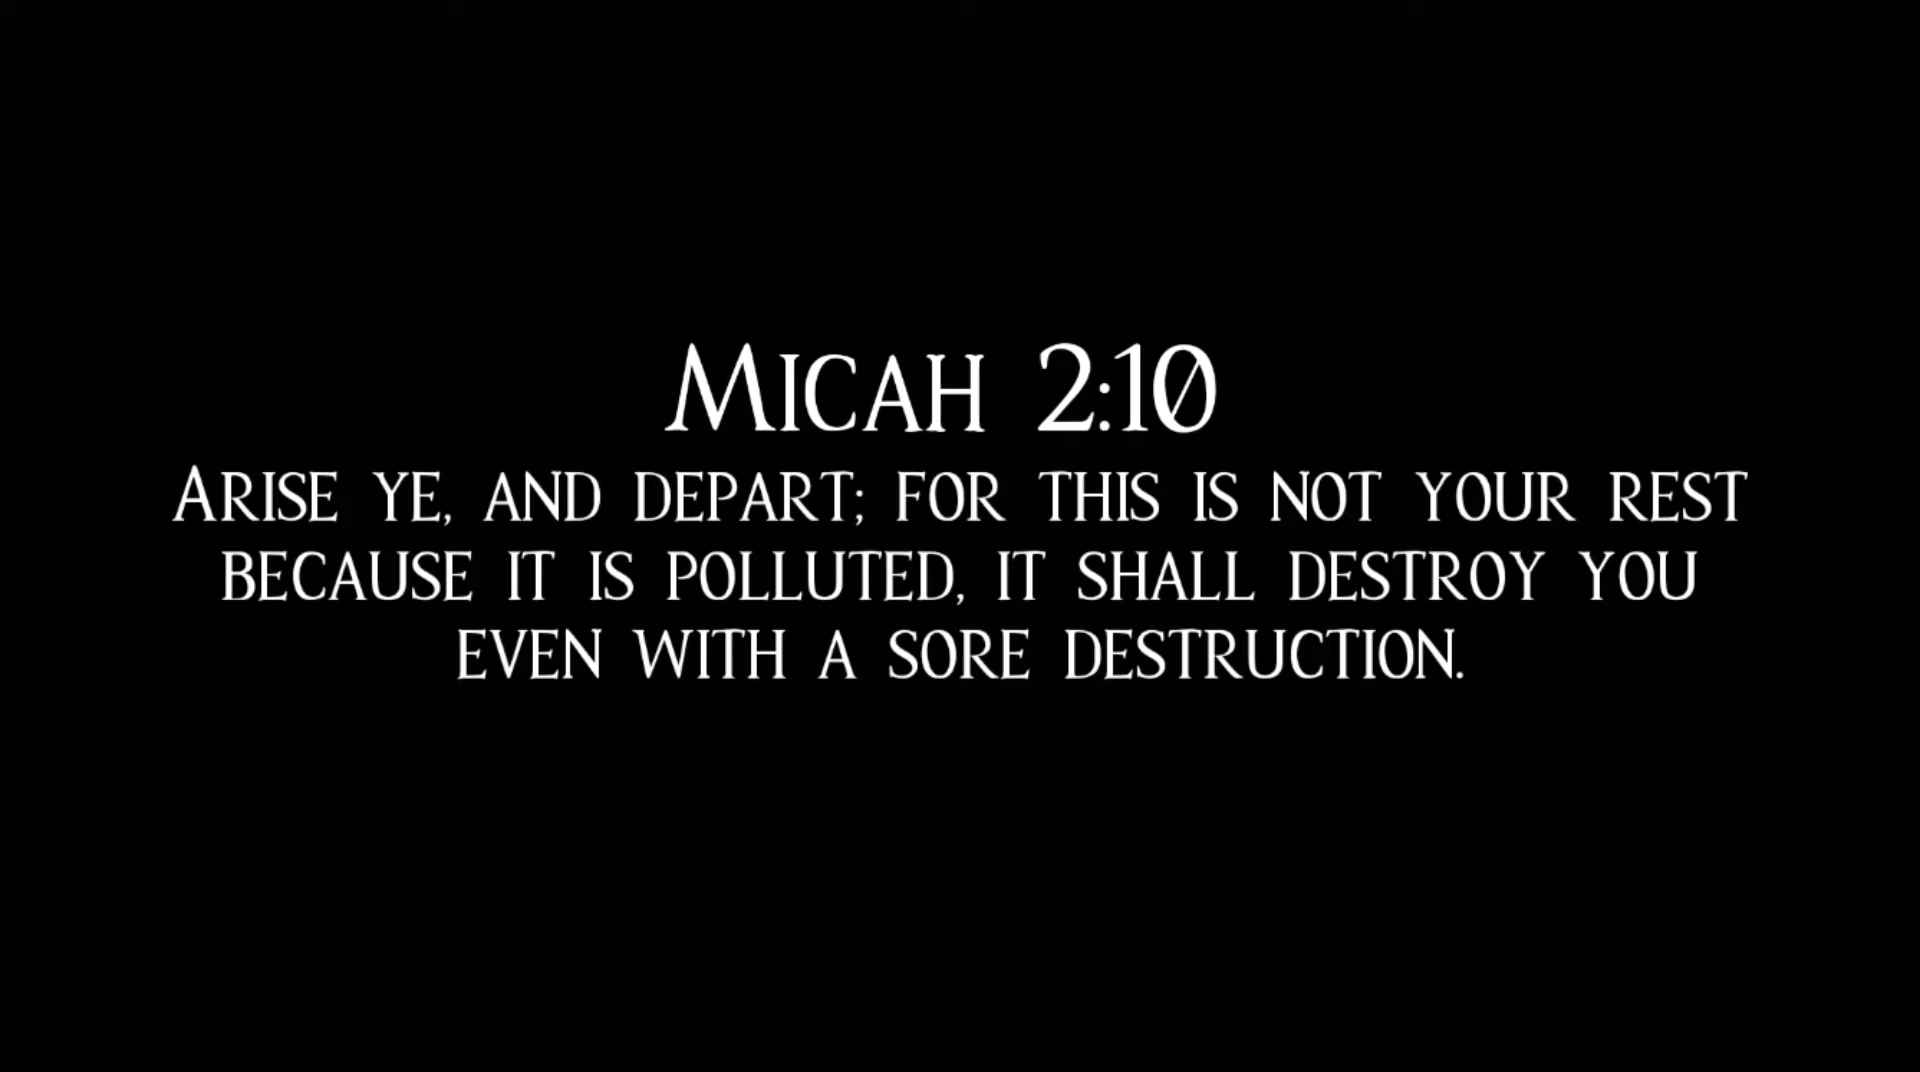 Micah 2:10
Arise ye, and depart; for this is not your rest
because it is polluted, it shall destroy you
even with a sore destruction.